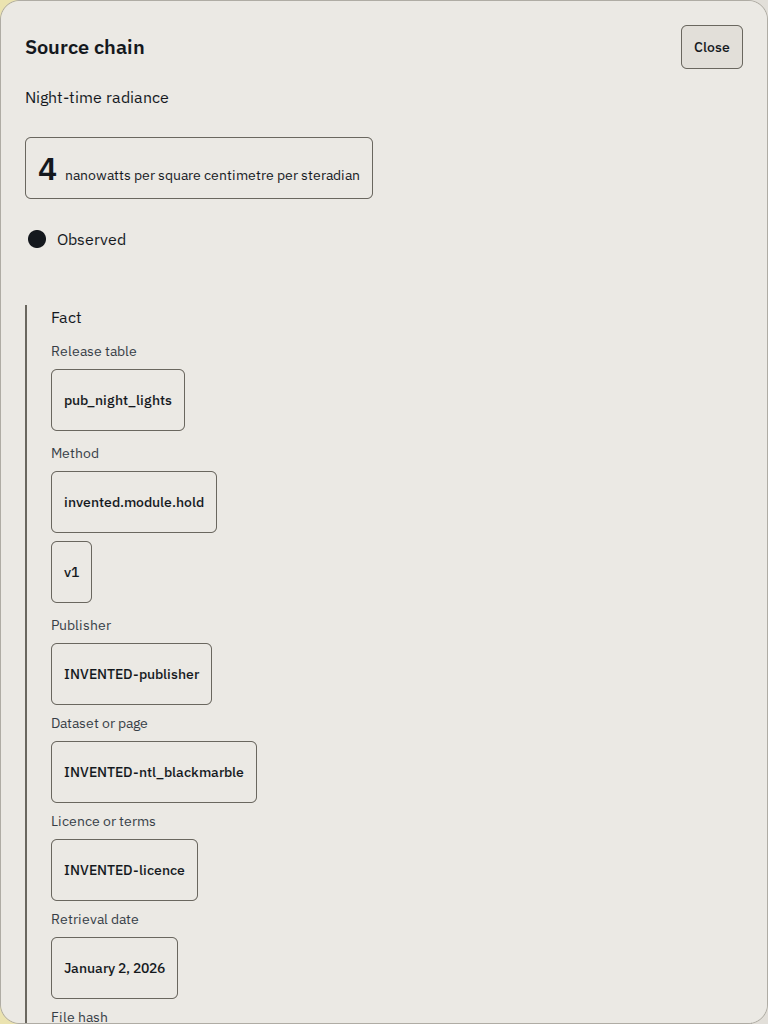 Source chain
Close
Night-time radiance
4 nanowatts per square centimetre per steradian
Observed
Fact
Release table
pub_night_lights
Method
invented.module.hold
v1
Publisher
INVENTED-publisher
Dataset or page
INVENTED-ntl_blackmarble
Licence or terms
INVENTED-licence
Retrieval date
January 2, 2026
File hash